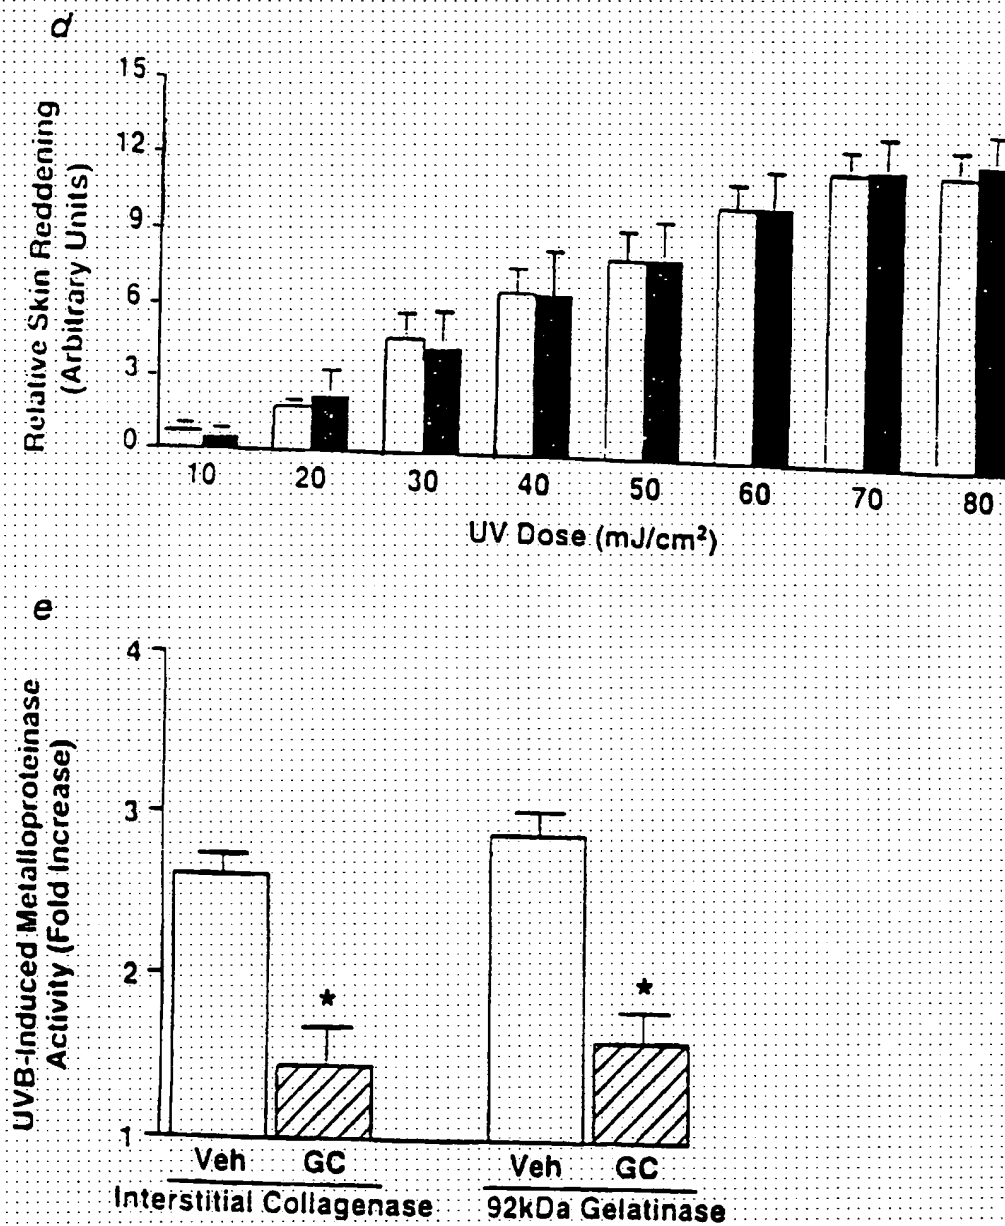 d
15
12
9
6
3
0
Relative Skin Reddening
(Arbitrary Units)
10 20 30 40 50 60 70 80
UV Dose (mJ/cm²)
e
4
3
2
1
UVB-Induced Metalloproteinase
Activity (Fold Increase)
*
*
Veh GC Veh GC
Interstitial Collagenase 92kDa Gelatinase